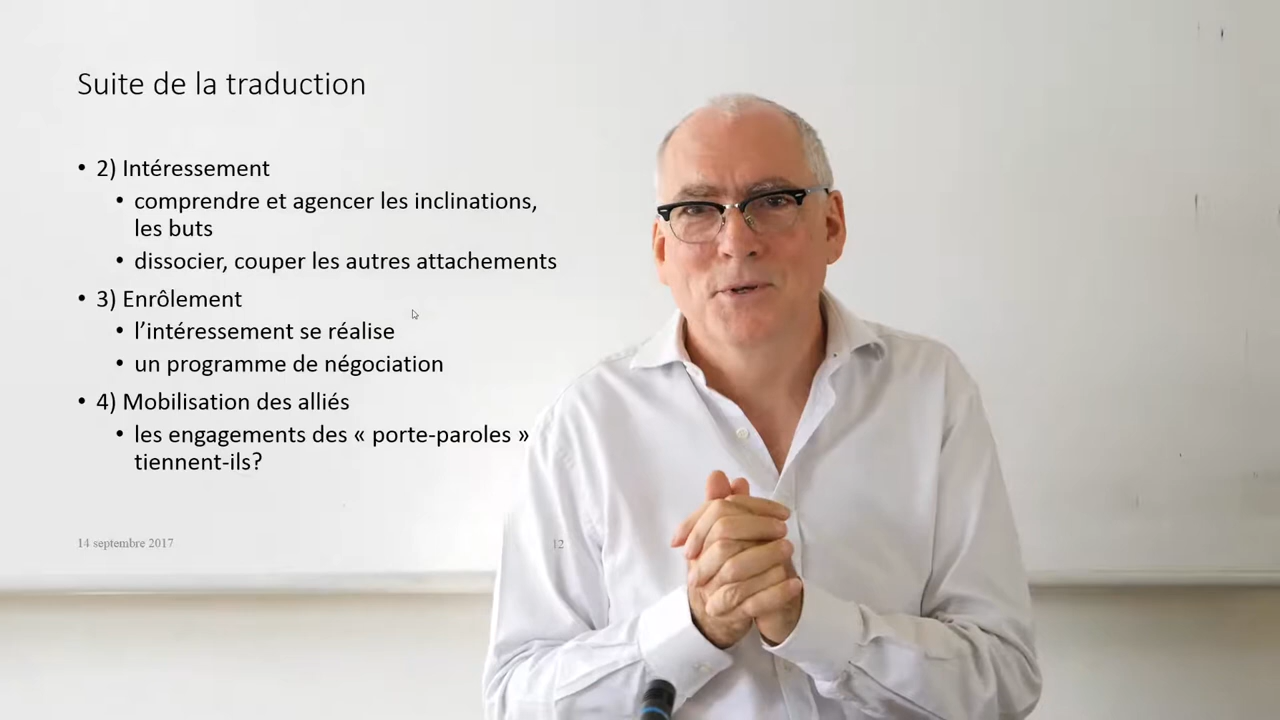 Suite de la traduction
• 2) Intéressement
• comprendre et agencer les inclinations,
les buts
• dissocier, couper les autres attachements
• 3) Enrôlement
• l’intéressement se réalise
• un programme de négociation
• 4) Mobilisation des alliés
• les engagements des « porte-paroles »
tiennent-ils?
14 septembre 2017
12